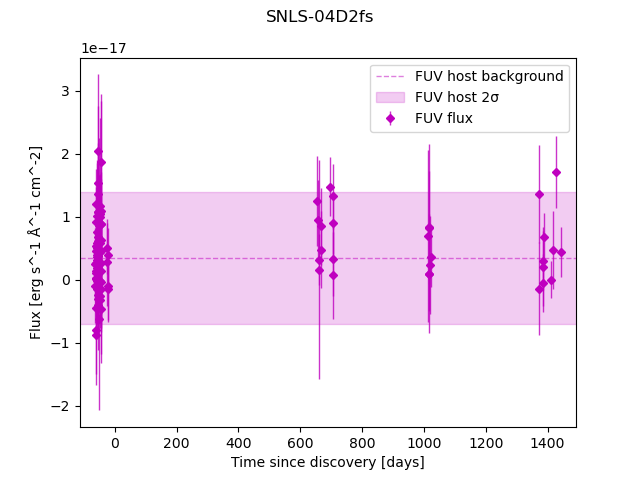 SNLS-04D2fs
1e−17
FUV host background
FUV host 2σ
FUV flux
3
2
1
0
−1
−2
Flux [erg s^-1 Å^-1 cm^-2]
0 200 400 600 800 1000 1200 1400
Time since discovery [days]